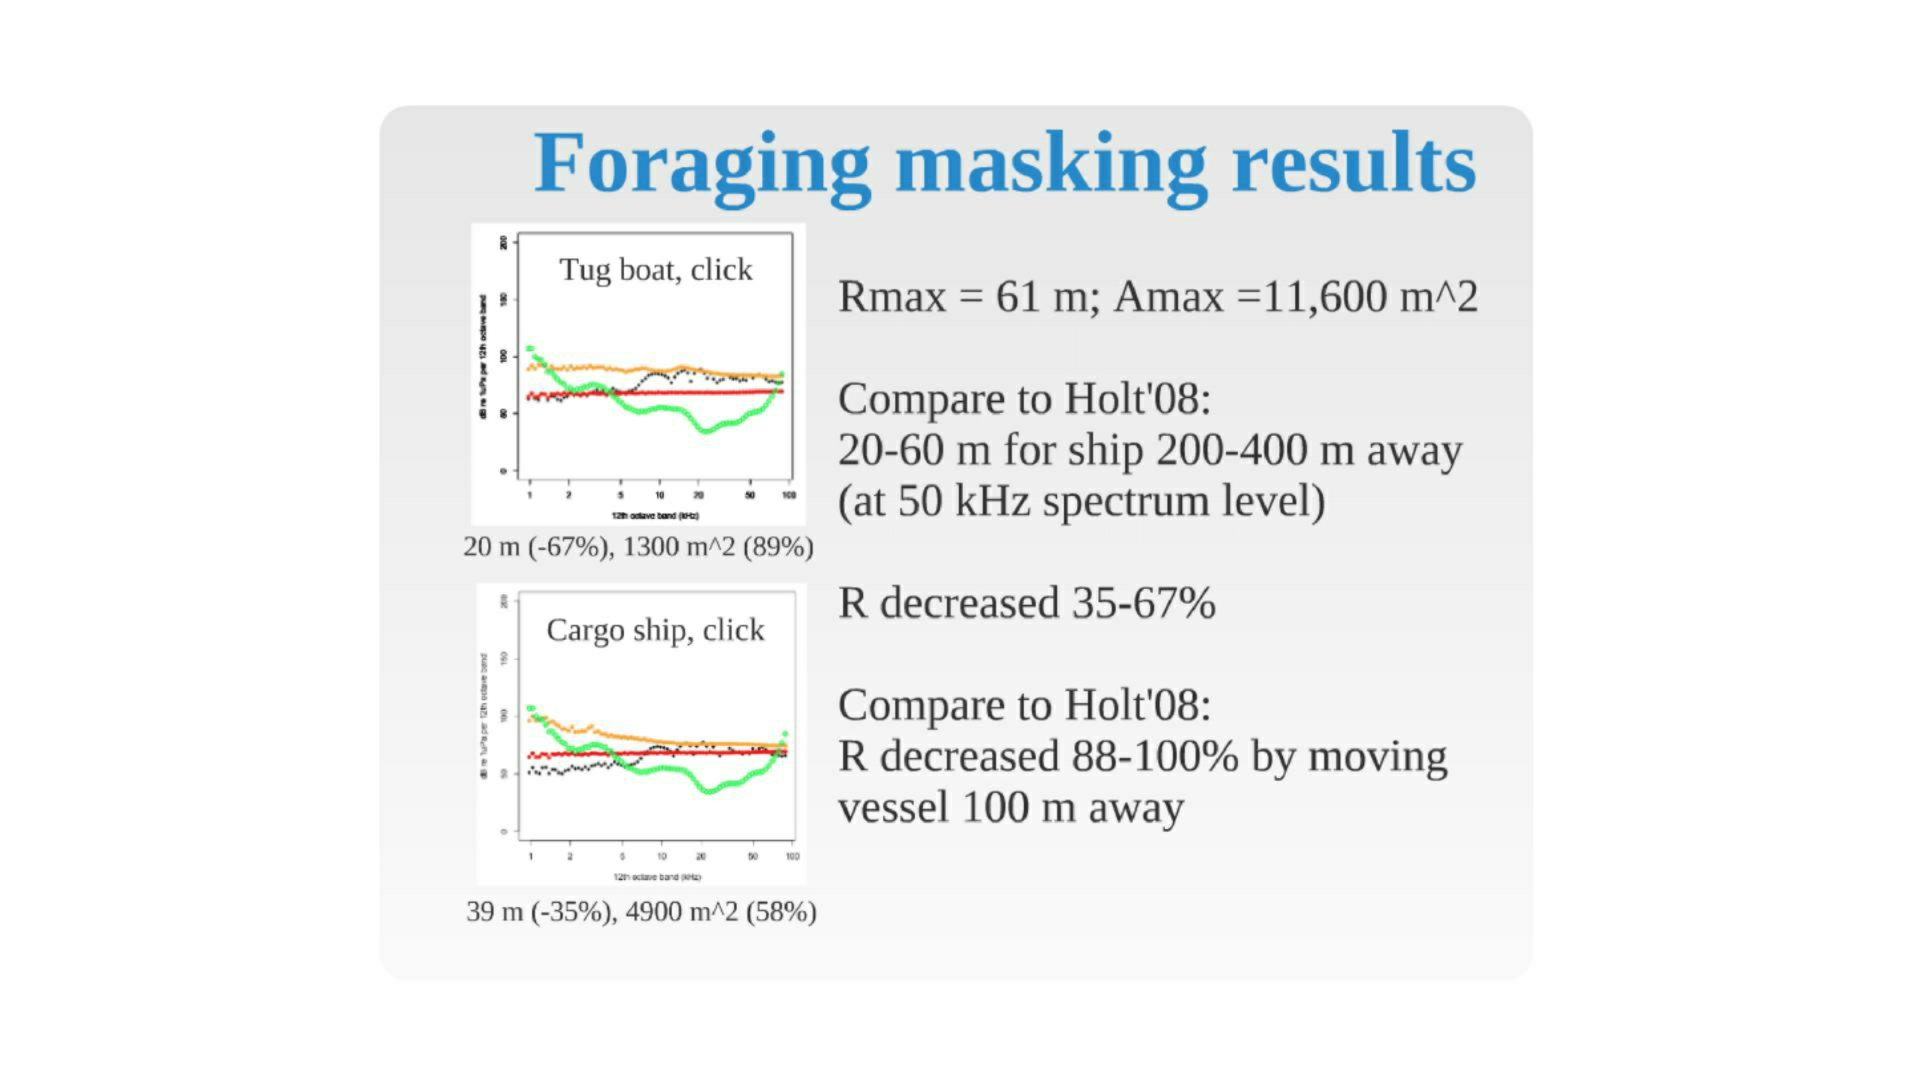 Foraging masking results
Tug boat, click
200
150
100
50
0
dB re 1uPa per 12th octave band
1 2 5 10 20 50 100
12th octave band (kHz)
20 m (-67%), 1300 m^2 (89%)
Cargo ship, click
200
150
100
50
0
dB re 1uPa per 12th octave band
1 2 5 10 20 50 100
12th octave band (kHz)
39 m (-35%), 4900 m^2 (58%)
Rmax = 61 m; Amax =11,600 m^2
Compare to Holt'08:
20-60 m for ship 200-400 m away
(at 50 kHz spectrum level)
R decreased 35-67%
Compare to Holt'08:
R decreased 88-100% by moving
vessel 100 m away